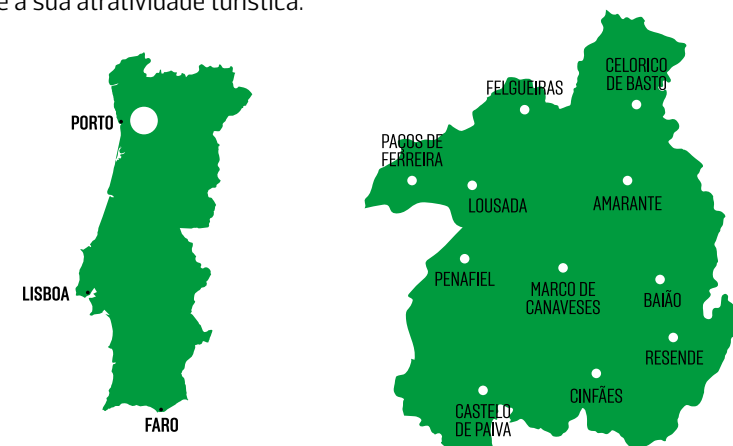 e a sua atratividade turística.
PORTO
LISBOA
FARO
CELORICO
DE BASTO
FELGUEIRAS
PAÇOS DE
FERREIRA
LOUSADA
AMARANTE
PENAFIEL
MARCO DE
CANAVESES
BAIÃO
RESENDE
CINFÃES
CASTELO
DE PAIVA